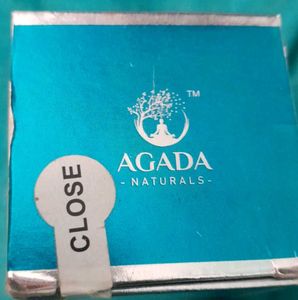 TM
AGADA
- NATURALS -
CLOSE